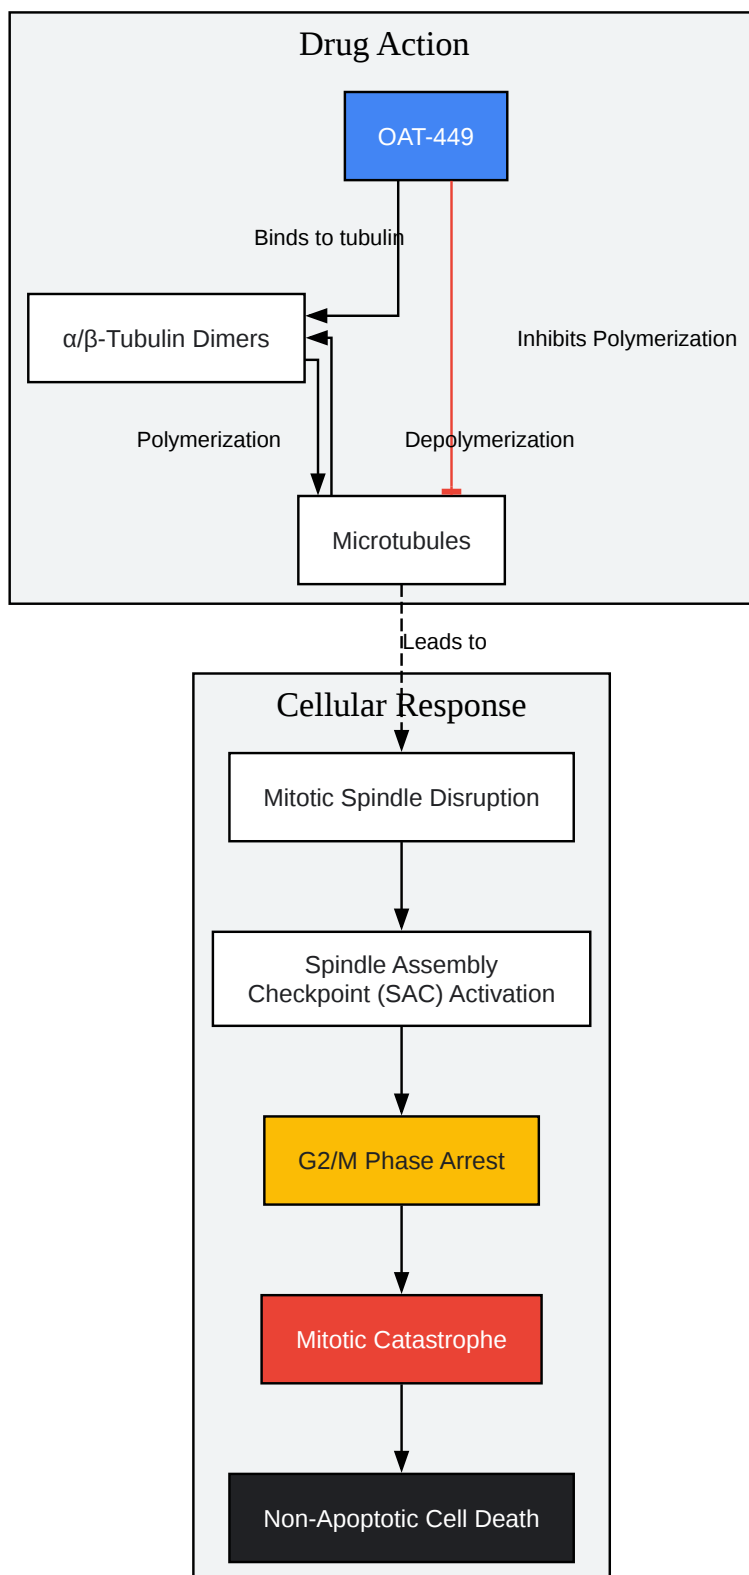 Drug Action
OAT-449
Binds to tubulin
α/β-Tubulin Dimers
Inhibits Polymerization
Polymerization
Depolymerization
Microtubules
Leads to
Cellular Response
Mitotic Spindle Disruption
Spindle Assembly
Checkpoint (SAC) Activation
G2/M Phase Arrest
Mitotic Catastrophe
Non-Apoptotic Cell Death